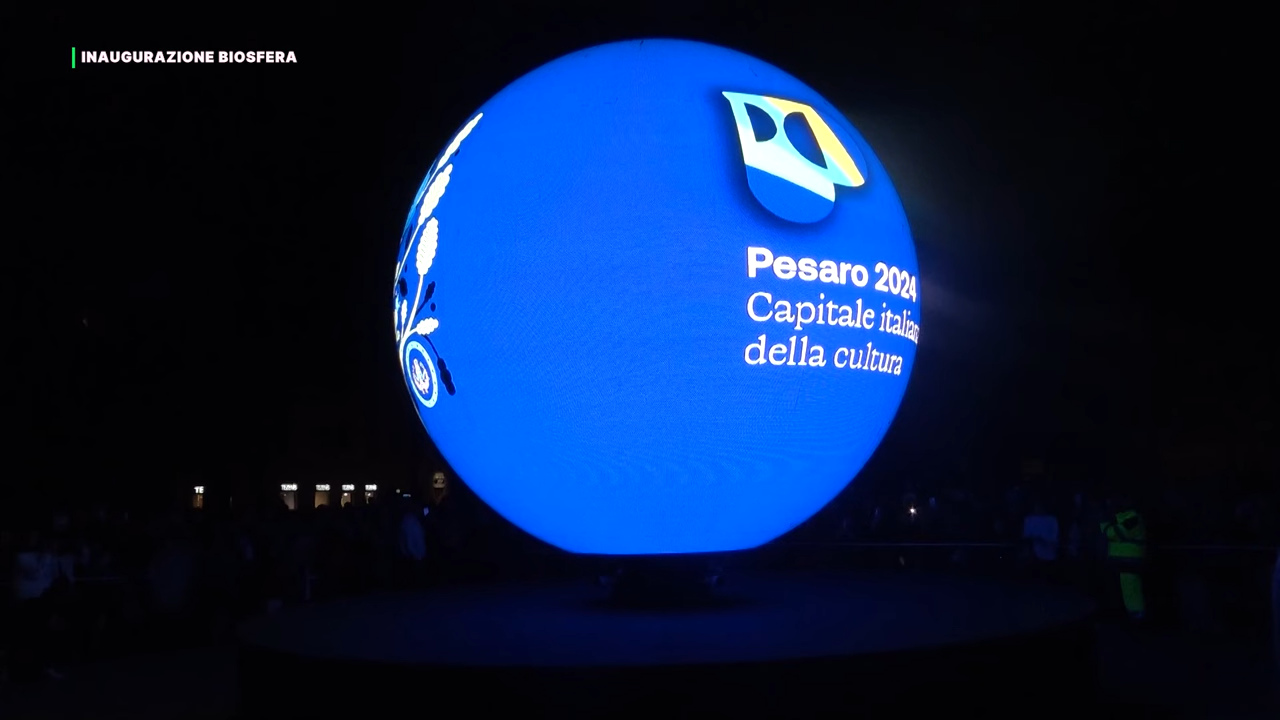 INAUGURAZIONE BIOSFERA
Pesaro 2024
Capitale italiana
della cultura